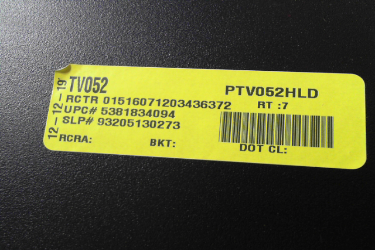 12-12-19
TV052
PTV052HLD
RCTR 01516071203436372 RT :7
UPC# 5381834094
SLP# 93205130273
RCRA: BKT: DOT CL: